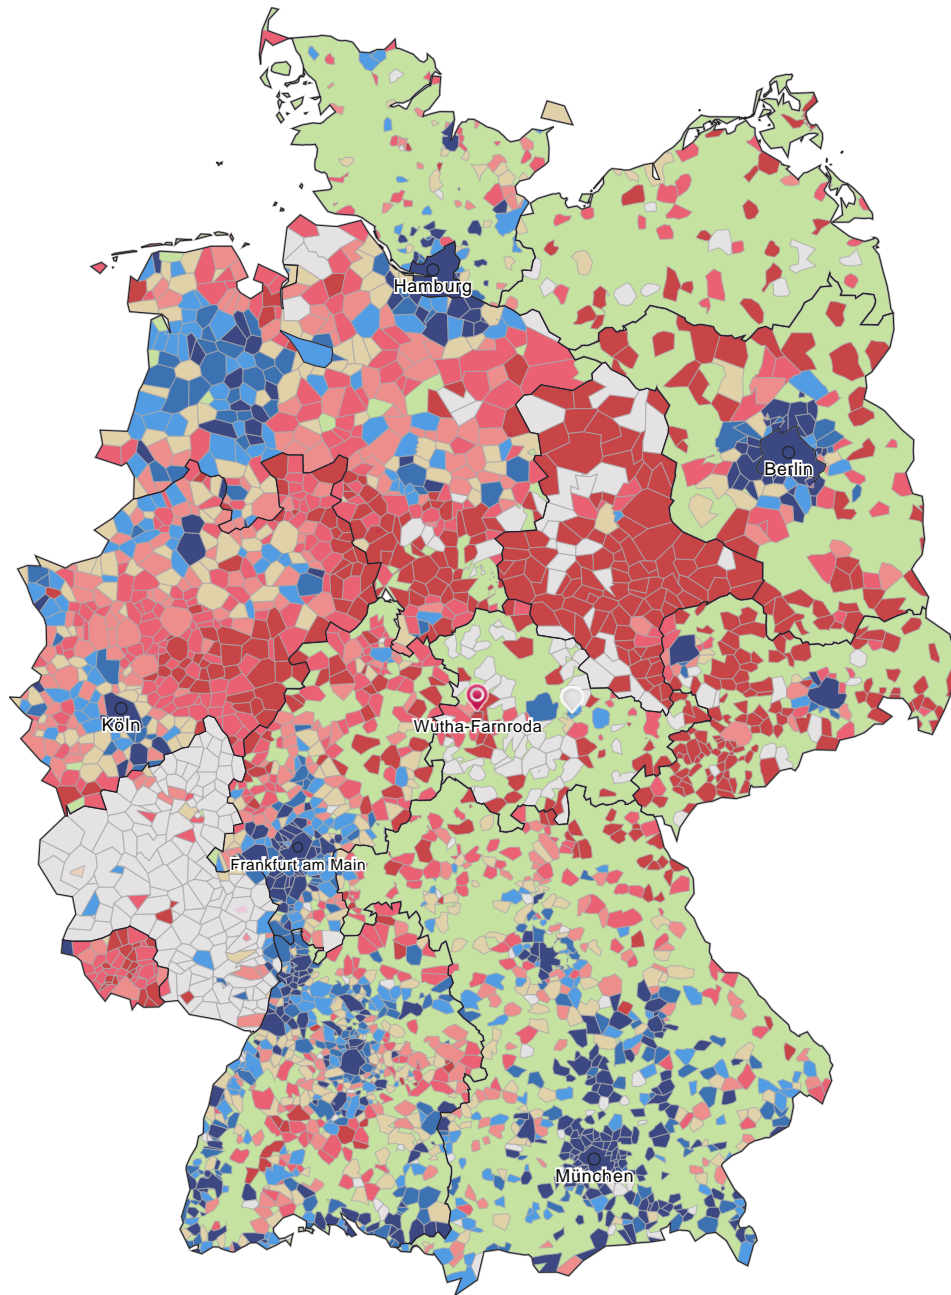 Hamburg
Berlin
Köln
Wutha-Farnroda
Frankfurt am Main
München